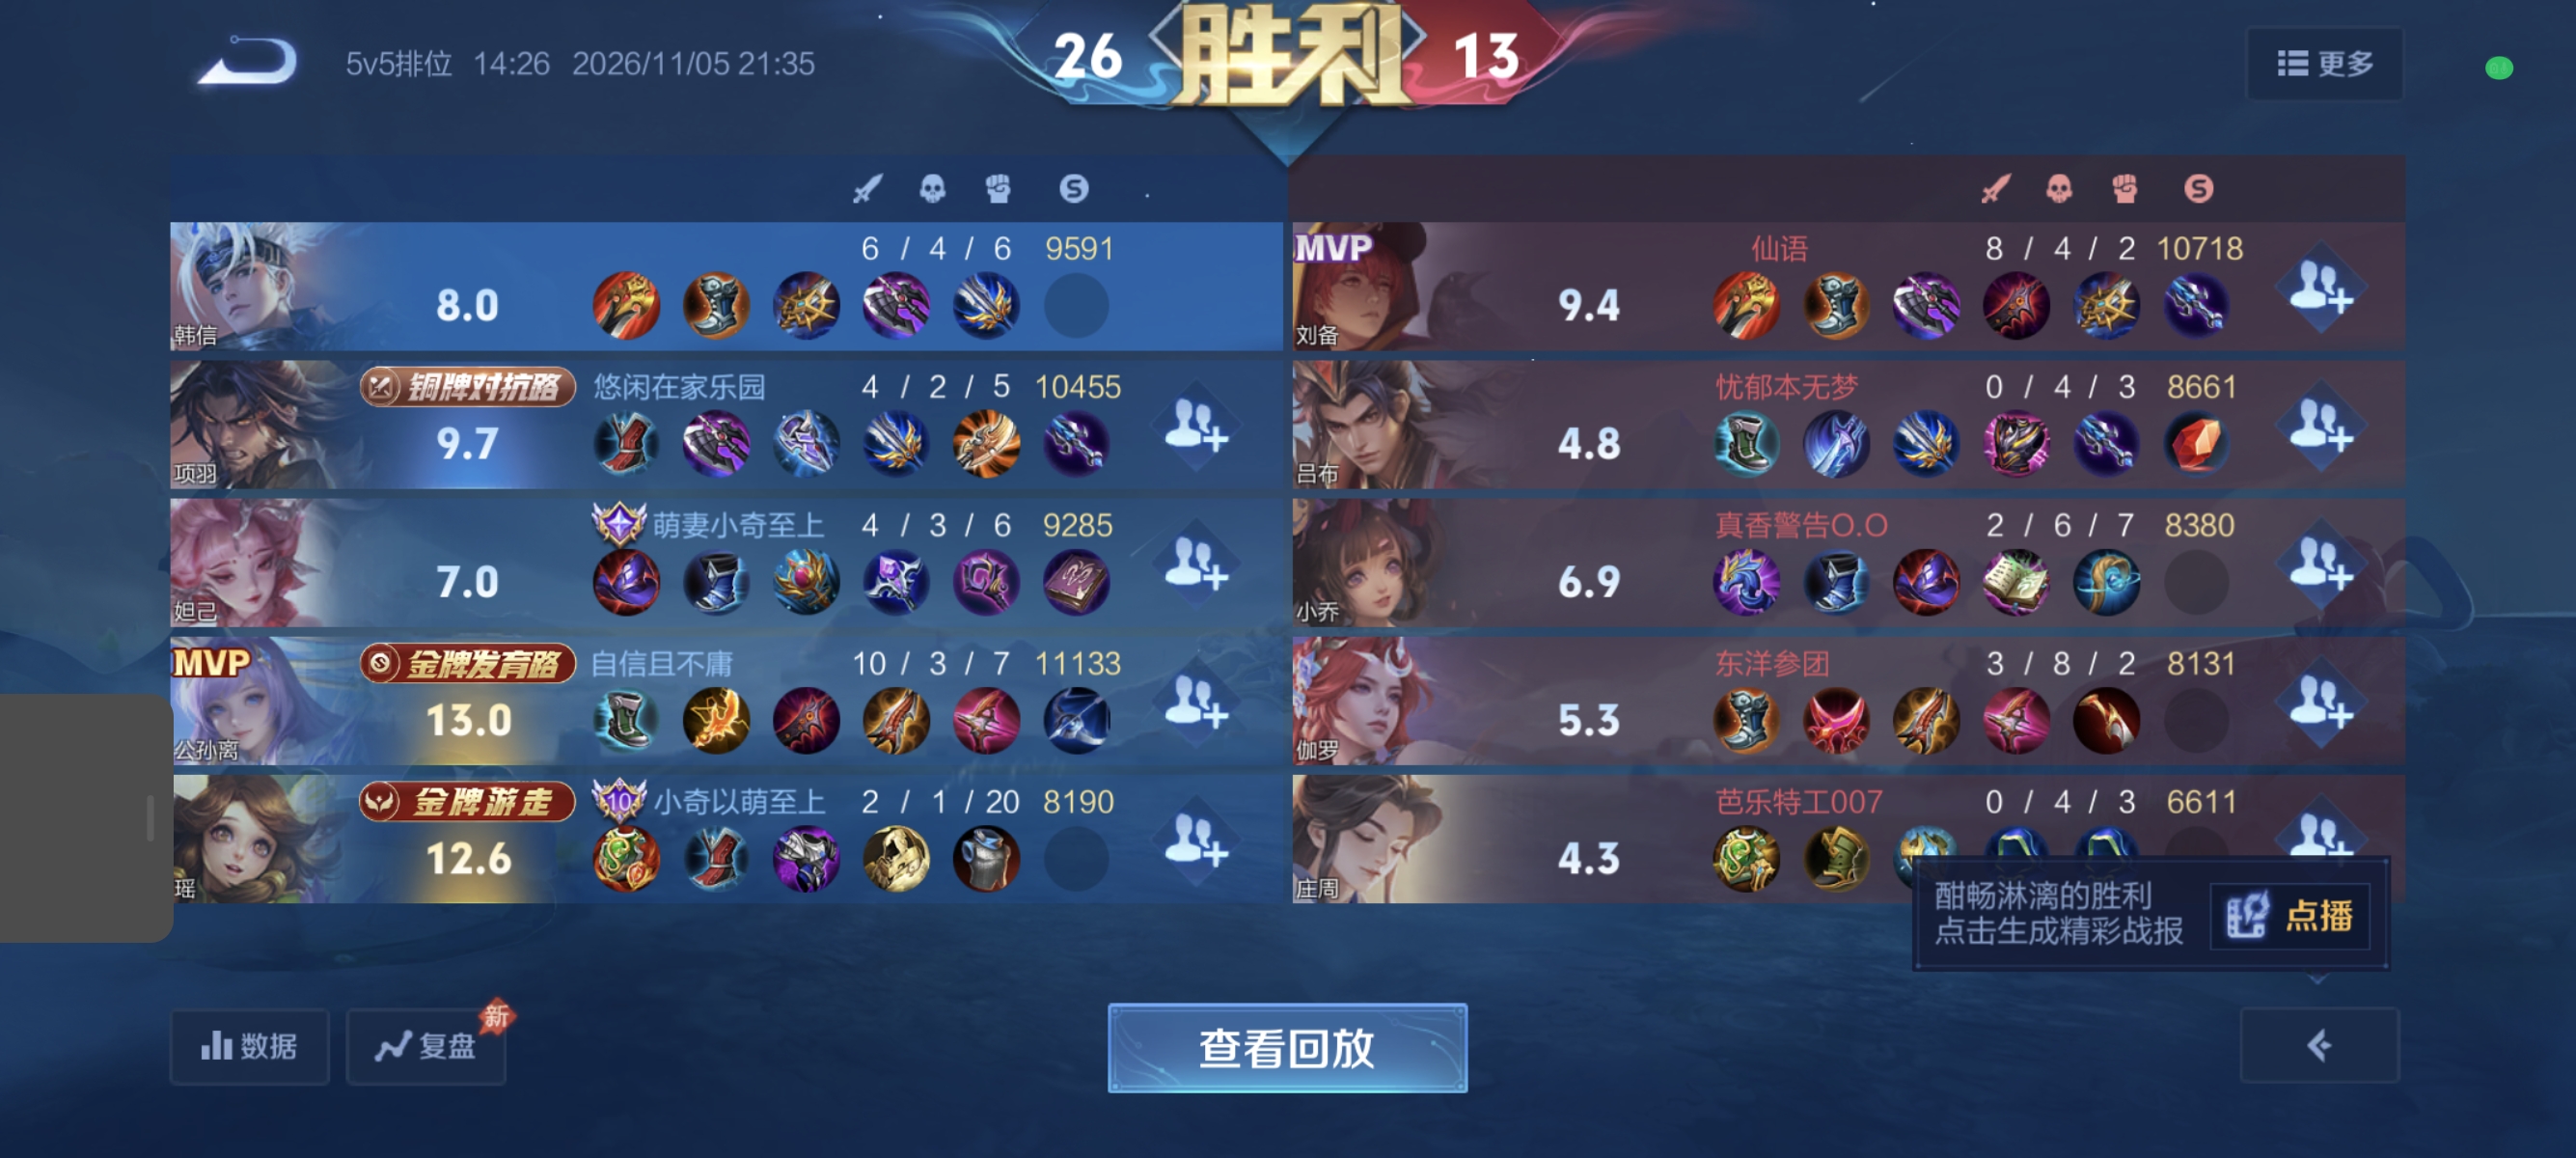 5v5排位 14:26 2026/11/05 21:35
26 胜利 13
更多
6 / 4 / 6 9591
8.0
韩信
铜牌对抗路 悠闲在家乐园 4 / 2 / 5 10455
9.7
项羽
萌妻小奇至上 4 / 3 / 6 9285
7.0
妲己
MVP 金牌发育路 自信且不庸 10 / 3 / 7 11133
13.0
公孙离
金牌游走 10 小奇以萌至上 2 / 1 / 20 8190
12.6
瑶
MVP 仙语 8 / 4 / 2 10718
9.4
刘备
忧郁本无梦 0 / 4 / 3 8661
4.8
吕布
真香警告O.O 2 / 6 / 7 8380
6.9
小乔
东洋参团 3 / 8 / 2 8131
5.3
伽罗
芭乐特工007 0 / 4 / 3 6611
4.3
庄周
酣畅淋漓的胜利
点击生成精彩战报
点播
数据
复盘
新
查看回放